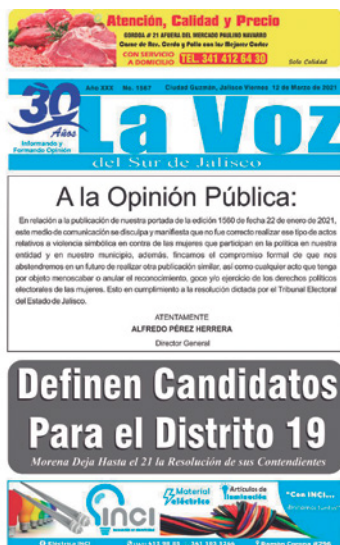 Atención, Calidad y Precio
GORDOA # 21 AFUERA DEL MERCADO PAULINO NAVARRO
Carne de Res, Cerdo y Pollo con los Mejores Cortes
CON SERVICIO
A DOMICILIO
TEL. 341 412 64 30
Solo Calidad
Año XXX No. 1567 Ciudad Guzmán, Jalisco Viernes 12 de Marzo de 2021
30
Años
Informando y
Formando Opinión
La Voz
del Sur de Jalisco
A la Opinión Pública:
En relación a la publicación de nuestra portada de la edición 1560 de fecha 22 de enero de 2021,
este medio de comunicación se disculpa y manifiesta que no fue correcto realizar ese tipo de actos
relativos a violencia simbólica en contra de las mujeres que participan en la política en nuestra
entidad y en nuestro municipio, además, fincamos el compromiso formal de que nos
abstendremos en un futuro de realizar otra publicación similar, así como cualquier acto que tenga
por objeto menoscabar o anular el reconocimiento, goce y/o ejercicio de los derechos políticos
electorales de las mujeres. Esto en cumplimiento a la resolución dictada por el Tribunal Electoral
del Estado de Jalisco.
ATENTAMENTE
ALFREDO PÉREZ HERRERA
Director General
Definen Candidatos
Para el Distrito 19
Morena Deja Hasta el 21 la Resolución de sus Contendientes
INCI
Material
eléctrico
Artículos de
iluminación
"Con INCI...
Eléctrica INCI
Ramón Corona #296